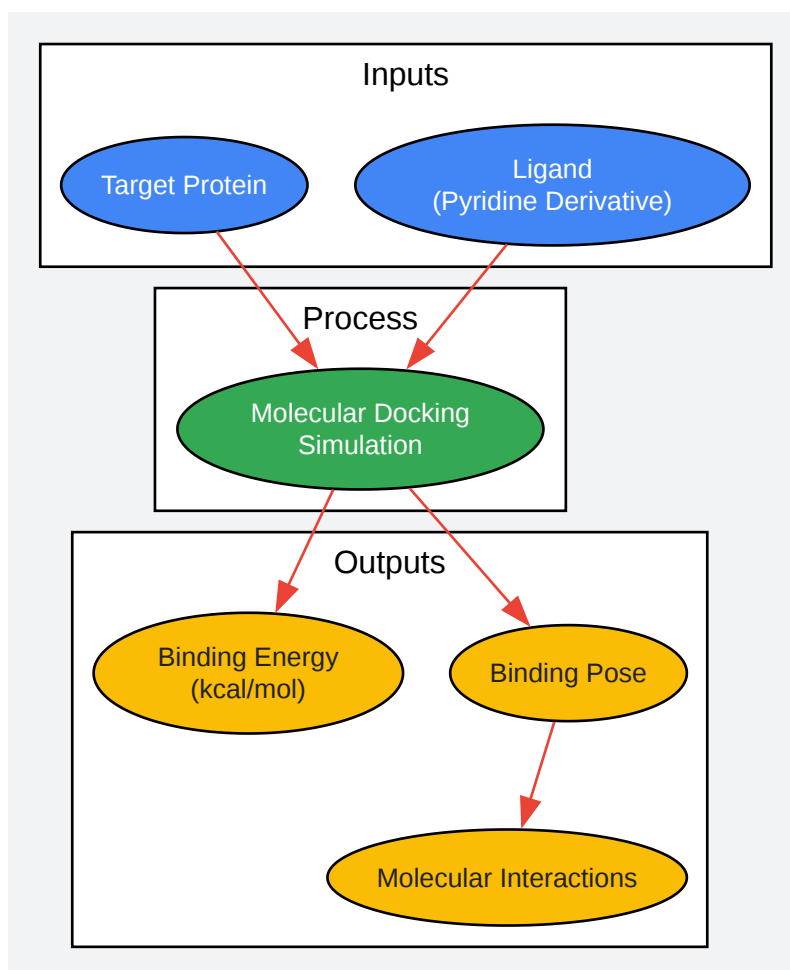 Inputs
Target Protein
Ligand
(Pyridine Derivative)
Process
Molecular Docking
Simulation
Outputs
Binding Energy
(kcal/mol)
Binding Pose
Molecular Interactions